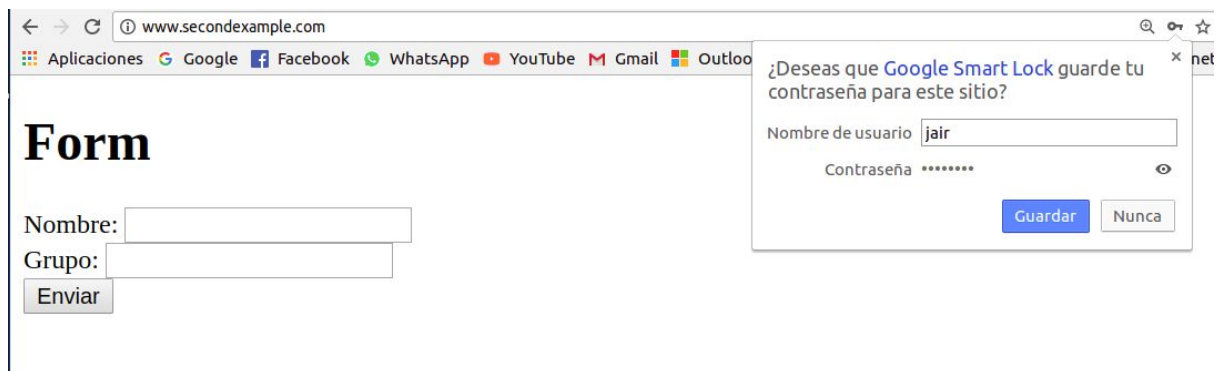 www.secondexample.com
Aplicaciones Google Facebook WhatsApp YouTube Gmail Outloo net
¿Deseas que Google Smart Lock guarde tu
contraseña para este sitio?
Nombre de usuario jair
Contraseña ••••••••
Guardar Nunca
Form
Nombre:
Grupo:
Enviar